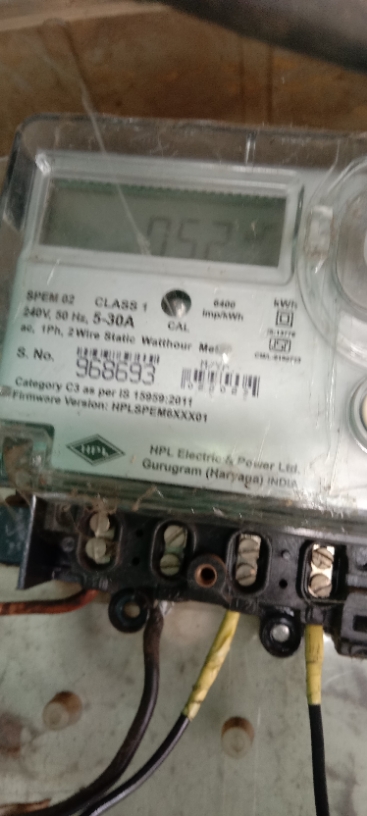 052
SPEM 02 CLASS 1 6400 kWh
240V, 50 Hz, 5-30A CAL imp/kWh
ac, 1Ph, 2 Wire Static Watthour
S. No. 968693
Category C3 as per IS 15959:2011
Firmware Version: HPLSPEM6XXX01
HPL
HPL Electric & Power Ltd.
Gurugram (Haryana) INDIA